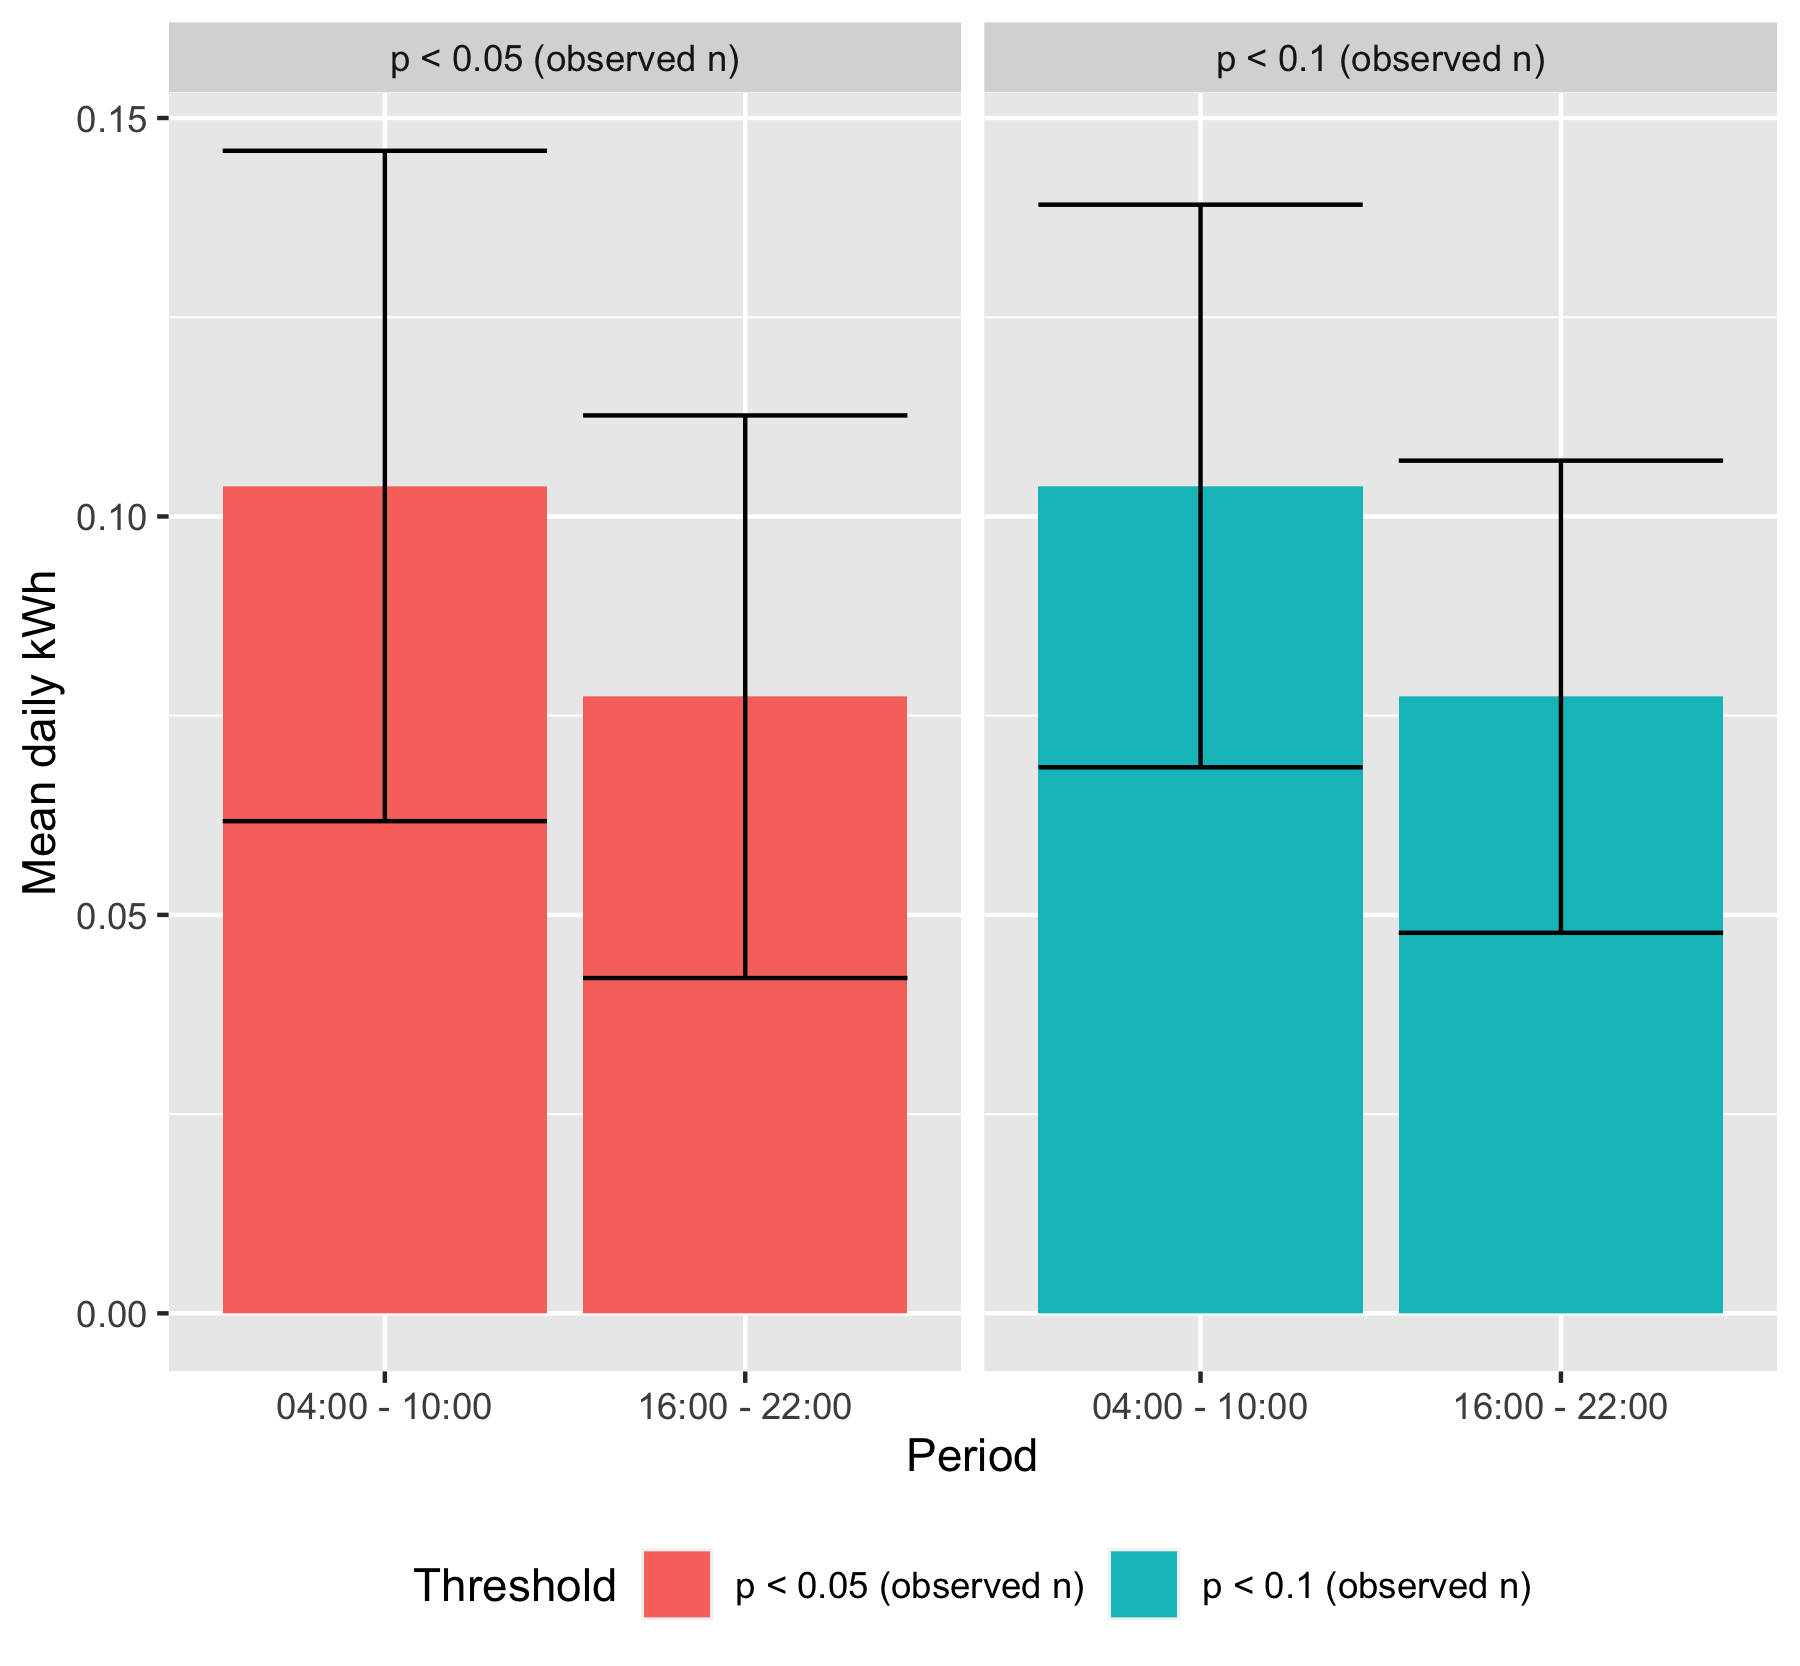 p < 0.05 (observed n)
p < 0.1 (observed n)
0.15
0.10
0.05
0.00
Mean daily kWh
04:00 - 10:00
16:00 - 22:00
04:00 - 10:00
16:00 - 22:00
Period
Threshold
p < 0.05 (observed n)
p < 0.1 (observed n)